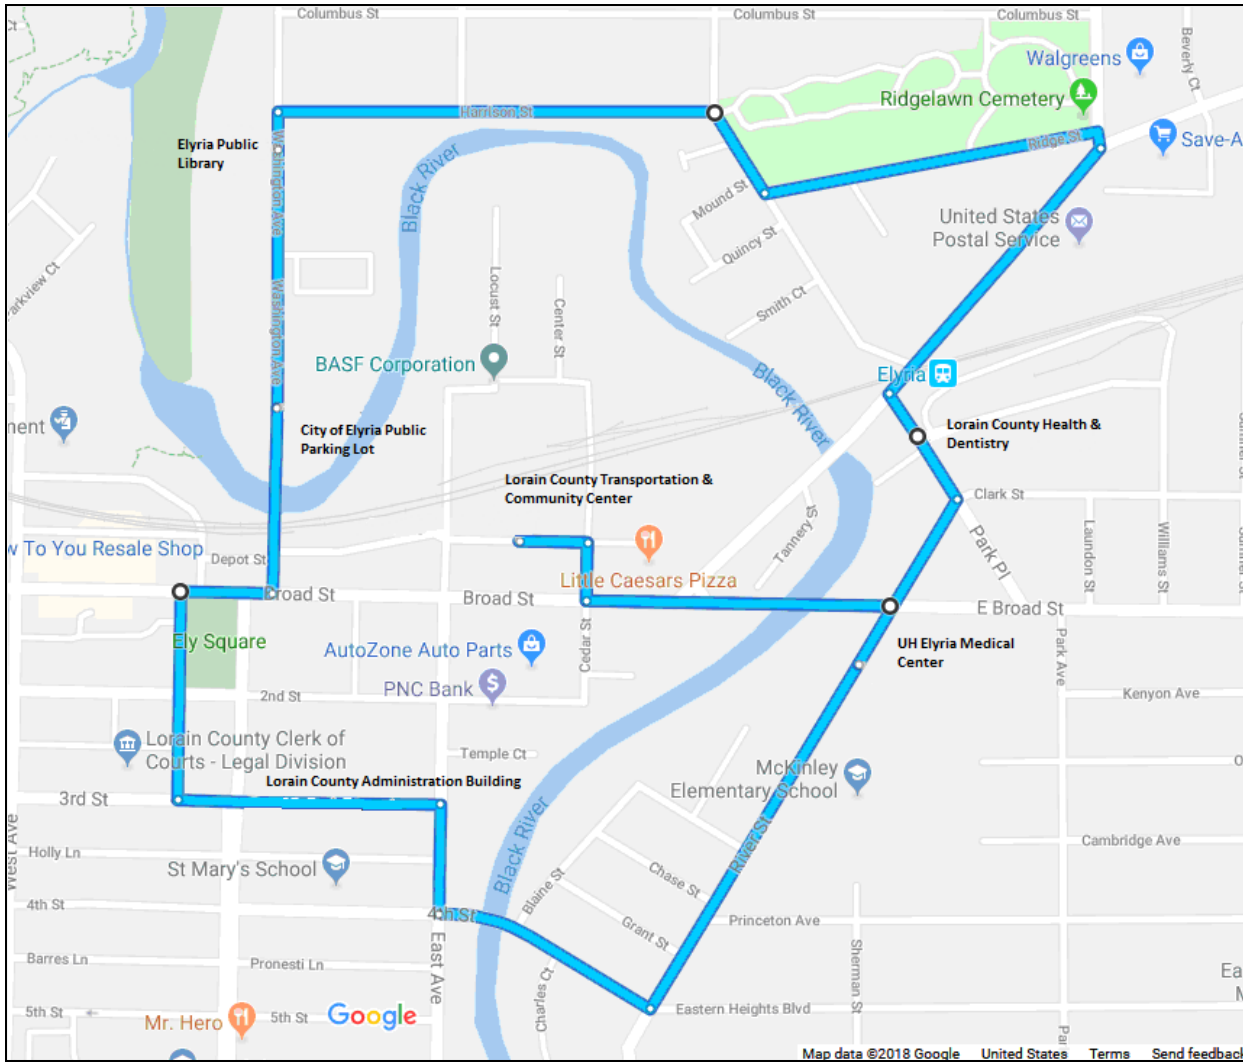 Columbus St
Columbus St
Columbus St
Beverly Ct
Walgreens
Ridgelawn Cemetery
Harrison St
Elyria Public
Library
Washington Ave
Black River
Ridge St
Save-A
Mound St
United States
Postal Service
Quincy St
arkview Ct
Locust St
Washington Ave
Center St
Smith Ct
BASF Corporation
Elyria
Black River
ment
City of Elyria Public
Parking Lot
Lorain County Health &
Dentistry
Lorain County Transportation &
Community Center
Clark St
Tannery St
Park Pl
Laundon St
Williams St
w To You Resale Shop
Depot St
Little Caesars Pizza
Broad St
Broad St
E Broad St
Ely Square
Cedar St
AutoZone Auto Parts
UH Elyria Medical
Center
Park Ave
PNC Bank
2nd St
Kenyon Ave
Lorain County Clerk of
Courts - Legal Division
Temple Ct
Lorain County Administration Building
McKinley
Elementary School
3rd St
West Ave
River St
Cambridge Ave
Holly Ln
St Mary's School
Black River
Blaine St
Chase St
4th St
4th St
Grant St
Princeton Ave
Sherman St
East Ave
Barres Ln
Pronesti Ln
Charles Ct
Ea
5th St
5th St
Eastern Heights Blvd
Mr. Hero
Google
Map data ©2018 Google United States Terms Send feedback